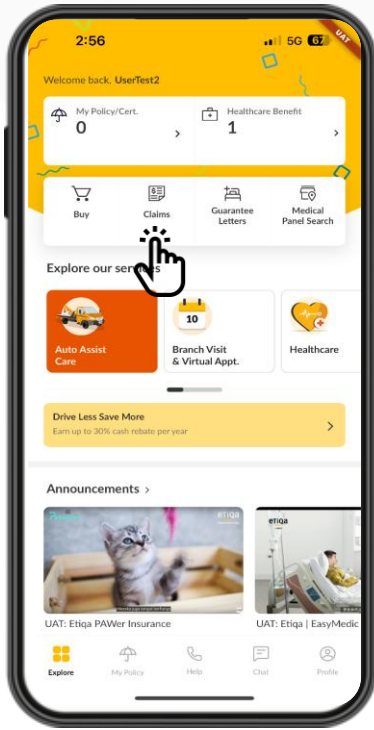 2:56
5G 67
UAT
Welcome back, UserTest2
My Policy/Cert.
0
Healthcare Benefit
1
Buy
Claims
Guarantee
Letters
Medical
Panel Search
Explore our services
10
Auto Assist
Care
Branch Visit
& Virtual Appt.
Healthcare
Drive Less Save More
Earn up to 30% cash rebate per year
Announcements
etiqa
etiqa
UAT: Etiqa PAWer Insurance
UAT: Etiqa | EasyMedic
Explore
My Policy
Help
Chat
Profile